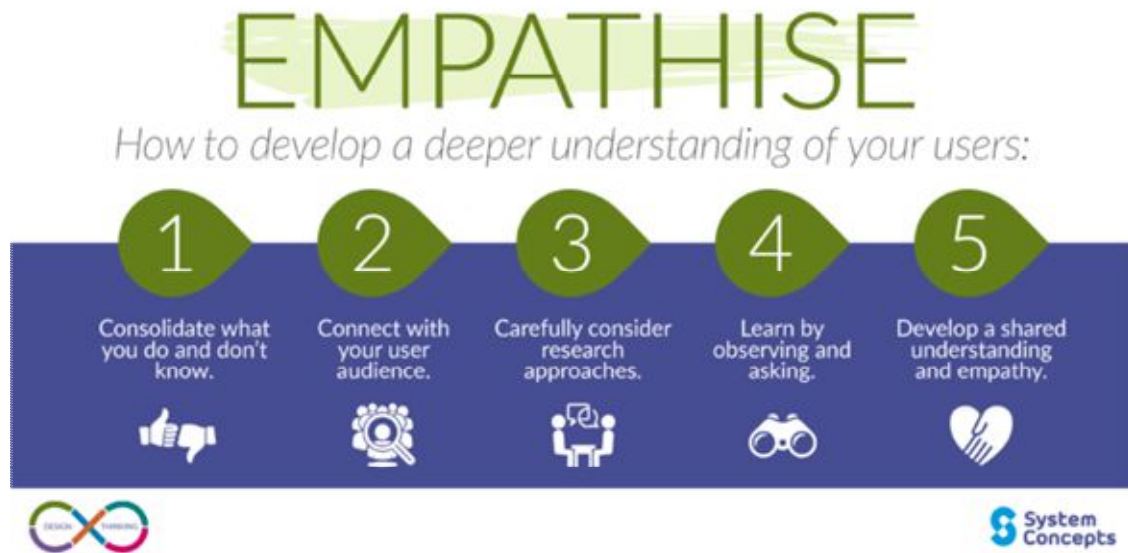 EMPATHISE
How to develop a deeper understanding of your users:
1
Consolidate what
you do and don't
know.
2
Connect with
your user
audience.
3
Carefully consider
research
approaches.
4
Learn by
observing and
asking.
5
Develop a shared
understanding
and empathy.
DESIGN THINKING
System
Concepts